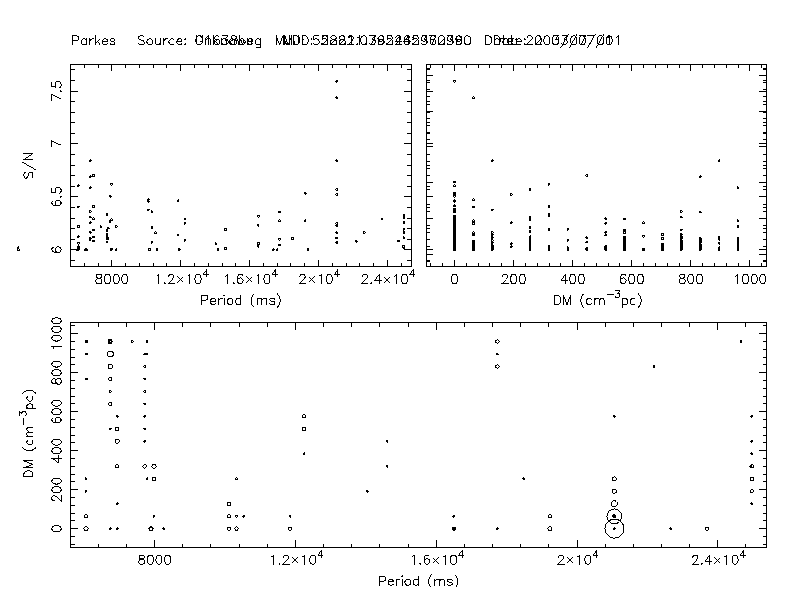 Parkes Source:
7.5
7
6.5
6
S/N
8000 1.2×10⁴ 1.6×10⁴ 2×10⁴ 2.4×10⁴
Period (ms)
0 200 400 600 800 1000
DM (cm⁻³pc)
1000
800
600
400
200
0
DM (cm⁻³pc)
8000 1.2×10⁴ 1.6×10⁴ 2×10⁴ 2.4×10⁴
Period (ms)